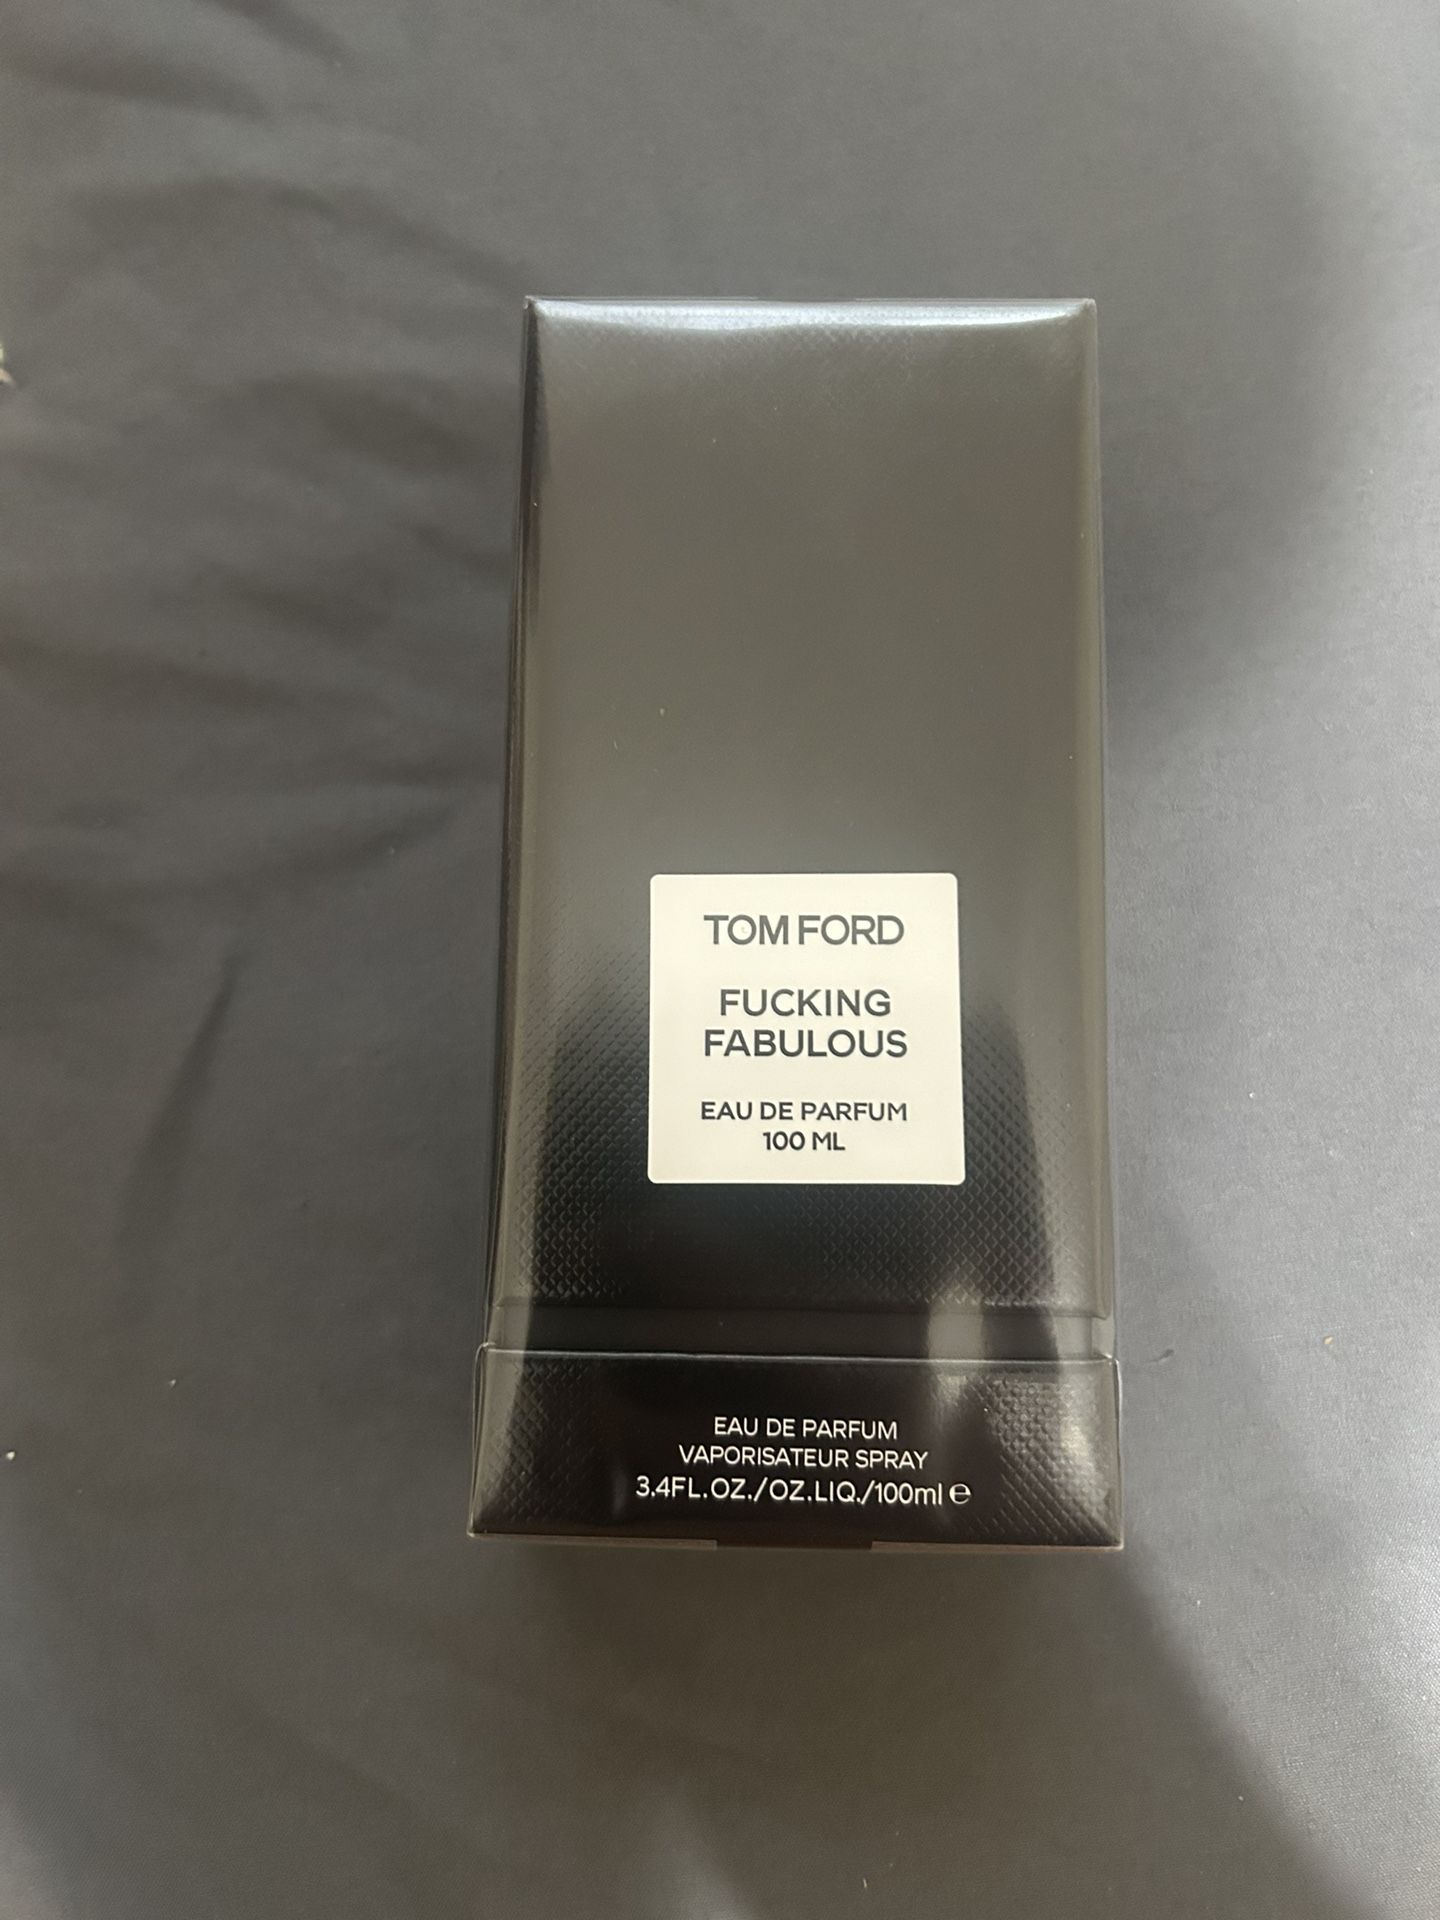 TOM FORD
FUCKING
FABULOUS
EAU DE PARFUM
100 ML
EAU DE PARFUM
VAPORISATEUR SPRAY
3.4FL.OZ./OZ.LIQ./100ml ℮